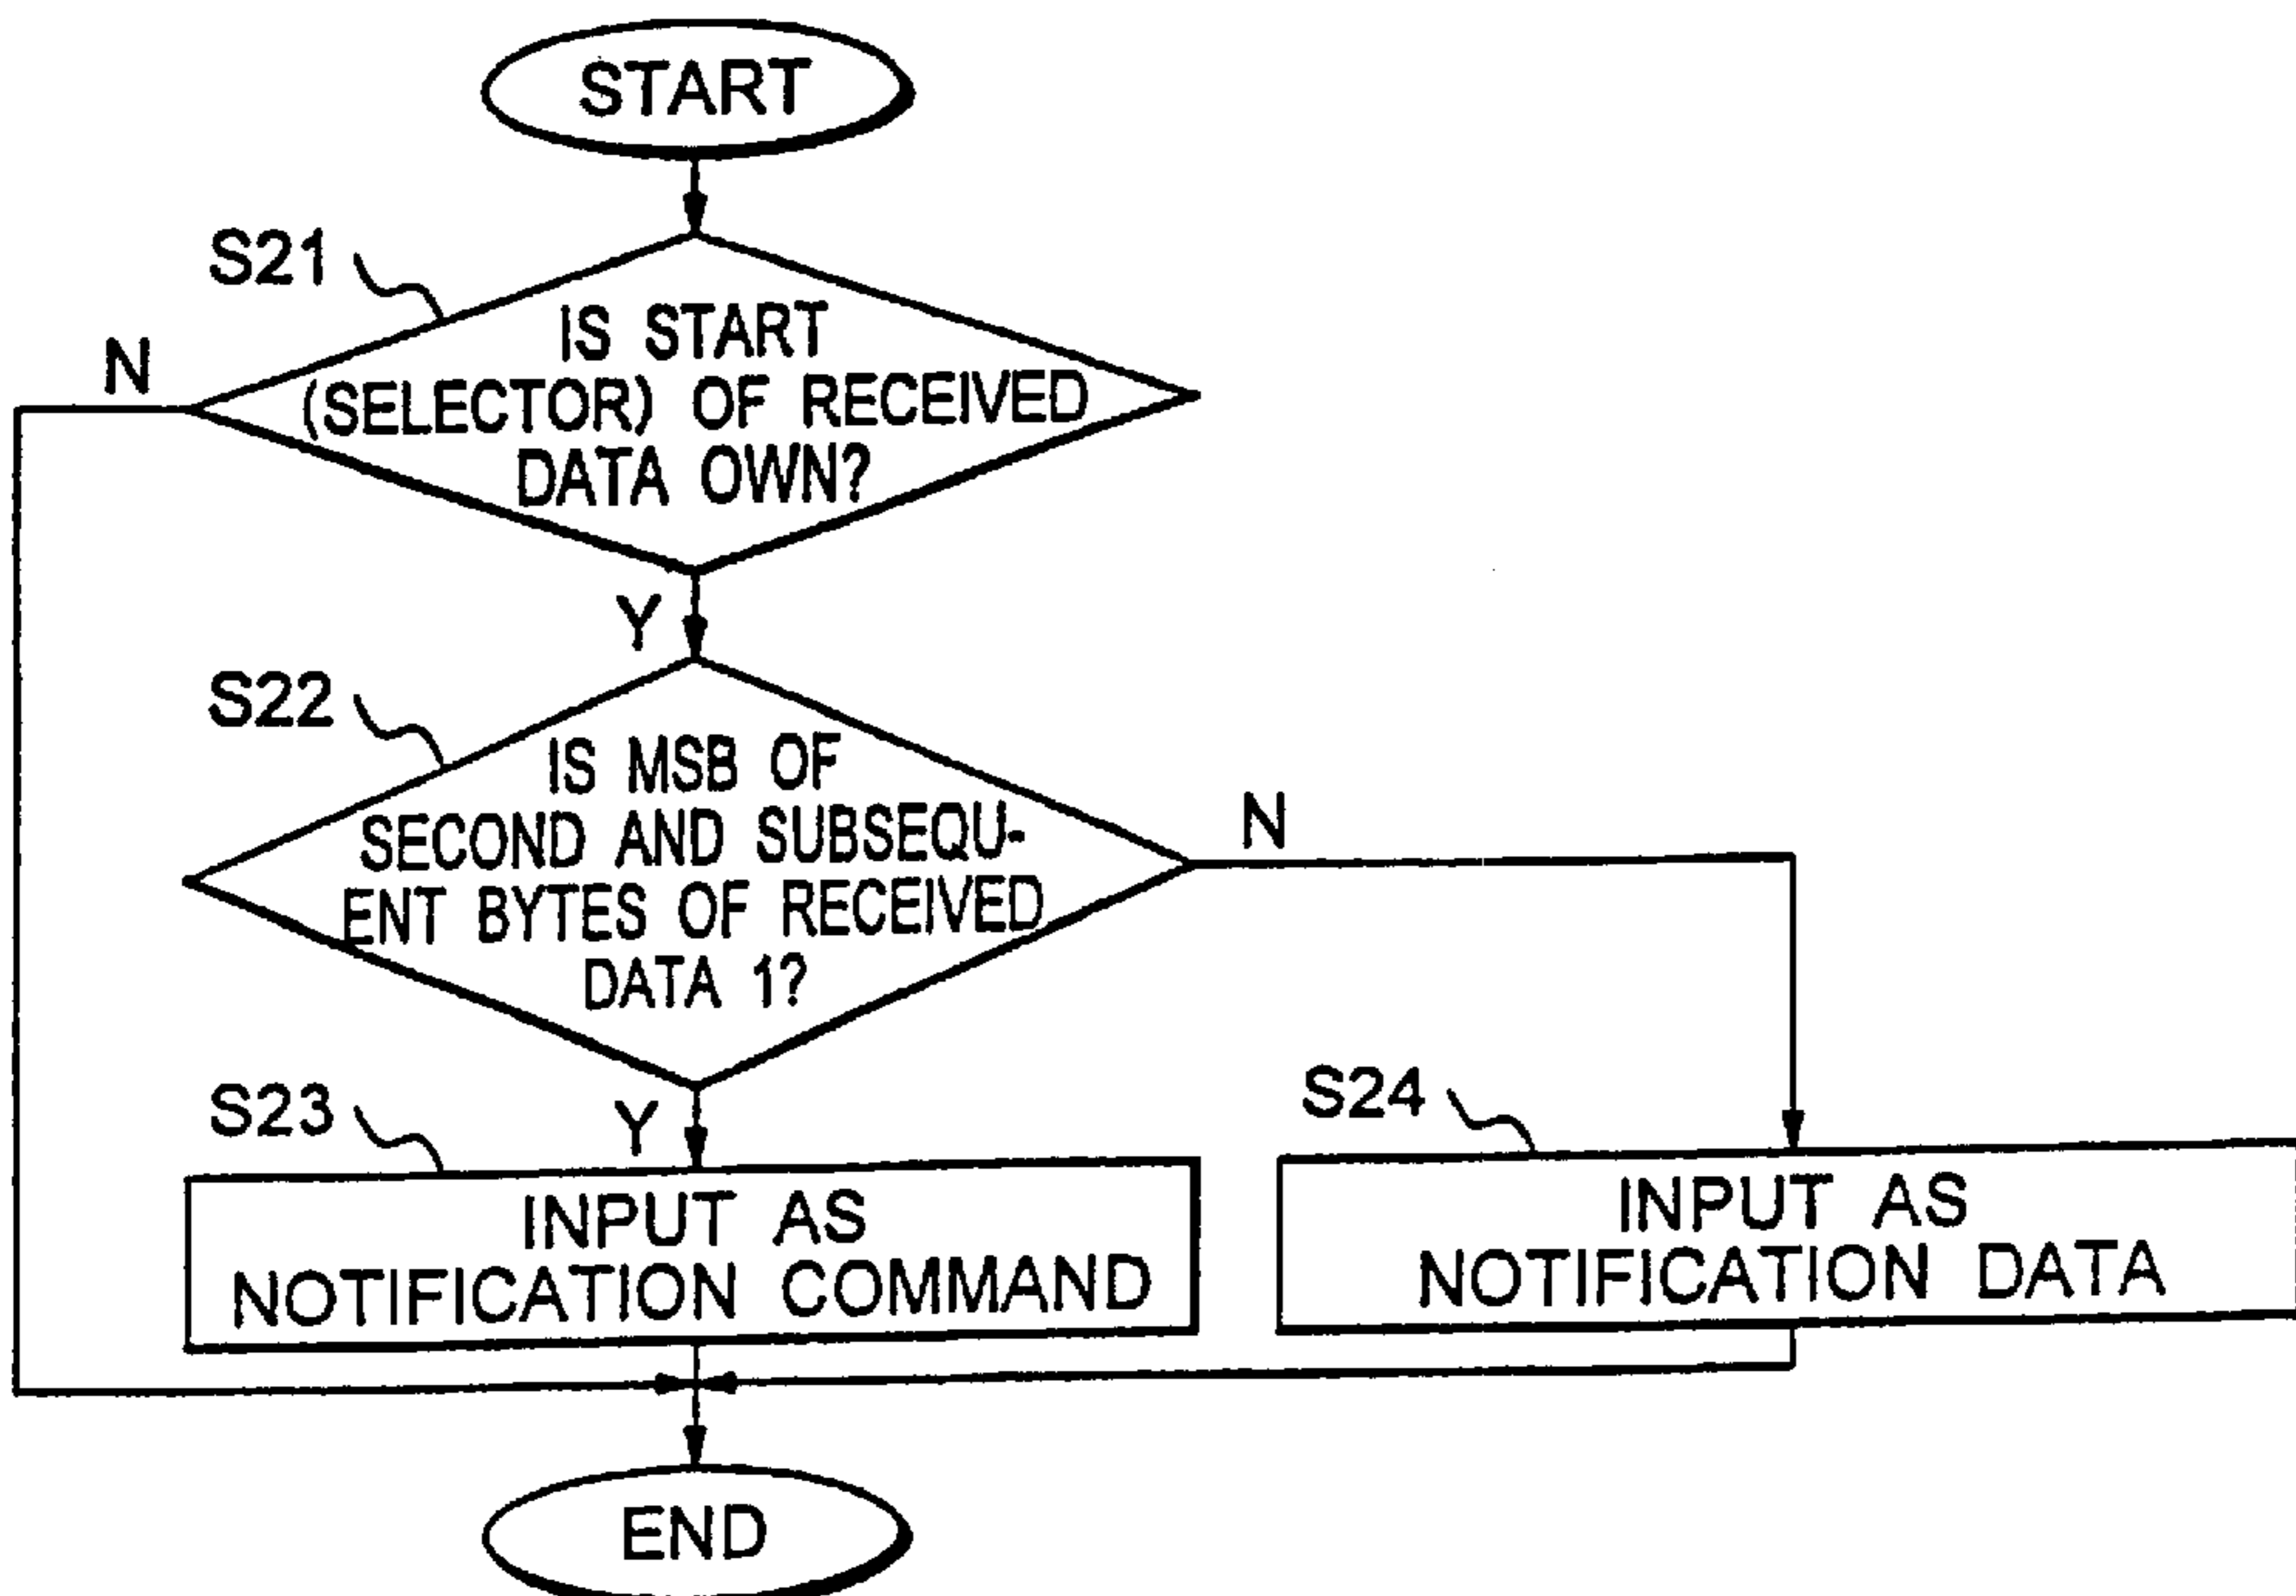 START
S21
N
IS START
(SELECTOR) OF RECEIVED
DATA OWN?
Y
S22
IS MSB OF
SECOND AND SUBSEQU-
ENT BYTES OF RECEIVED
DATA 1?
N
Y
S23
INPUT AS
NOTIFICATION COMMAND
S24
INPUT AS
NOTIFICATION DATA
END